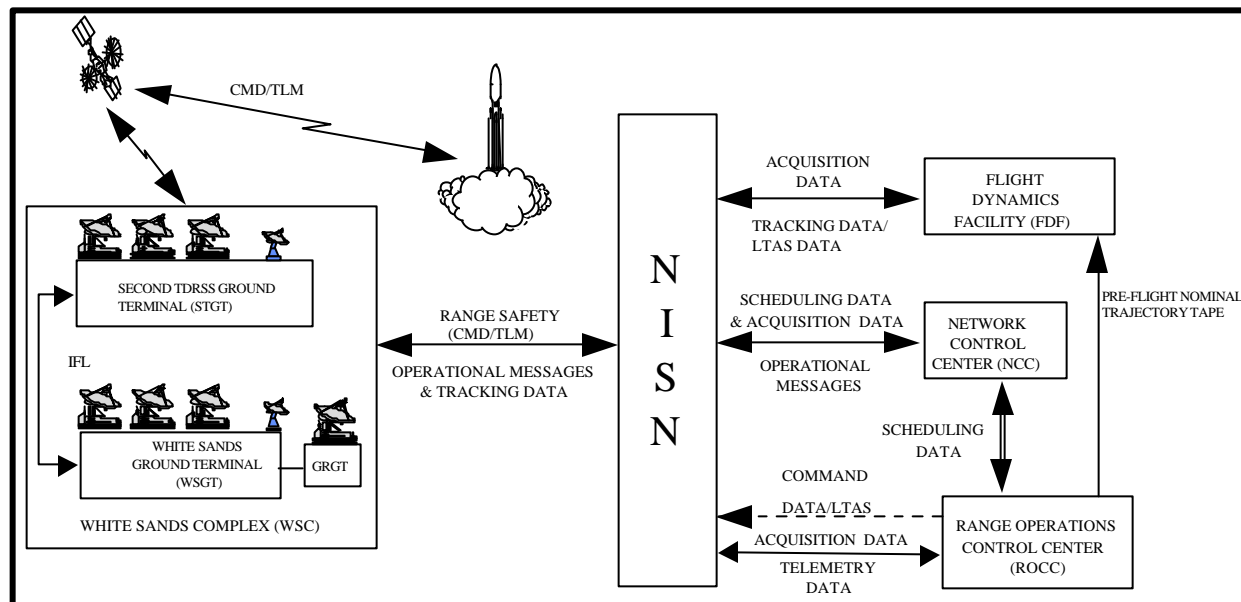 CMD/TLM
SECOND TDRSS GROUND
TERMINAL (STGT)
IFL
WHITE SANDS
GROUND TERMINAL
(WSGT)
GRGT
WHITE SANDS COMPLEX (WSC)
RANGE SAFETY
(CMD/TLM)
OPERATIONAL MESSAGES
& TRACKING DATA
N
I
S
N
ACQUISITION
DATA
TRACKING DATA/
LTAS DATA
FLIGHT
DYNAMICS
FACILITY (FDF)
SCHEDULING DATA
& ACQUISITION DATA
OPERATIONAL
MESSAGES
NETWORK
CONTROL
CENTER (NCC)
PRE-FLIGHT NOMINAL
TRAJECTORY TAPE
SCHEDULING
DATA
COMMAND
DATA/LTAS
ACQUISITION DATA
TELEMETRY
DATA
RANGE OPERATIONS
CONTROL CENTER
(ROCC)